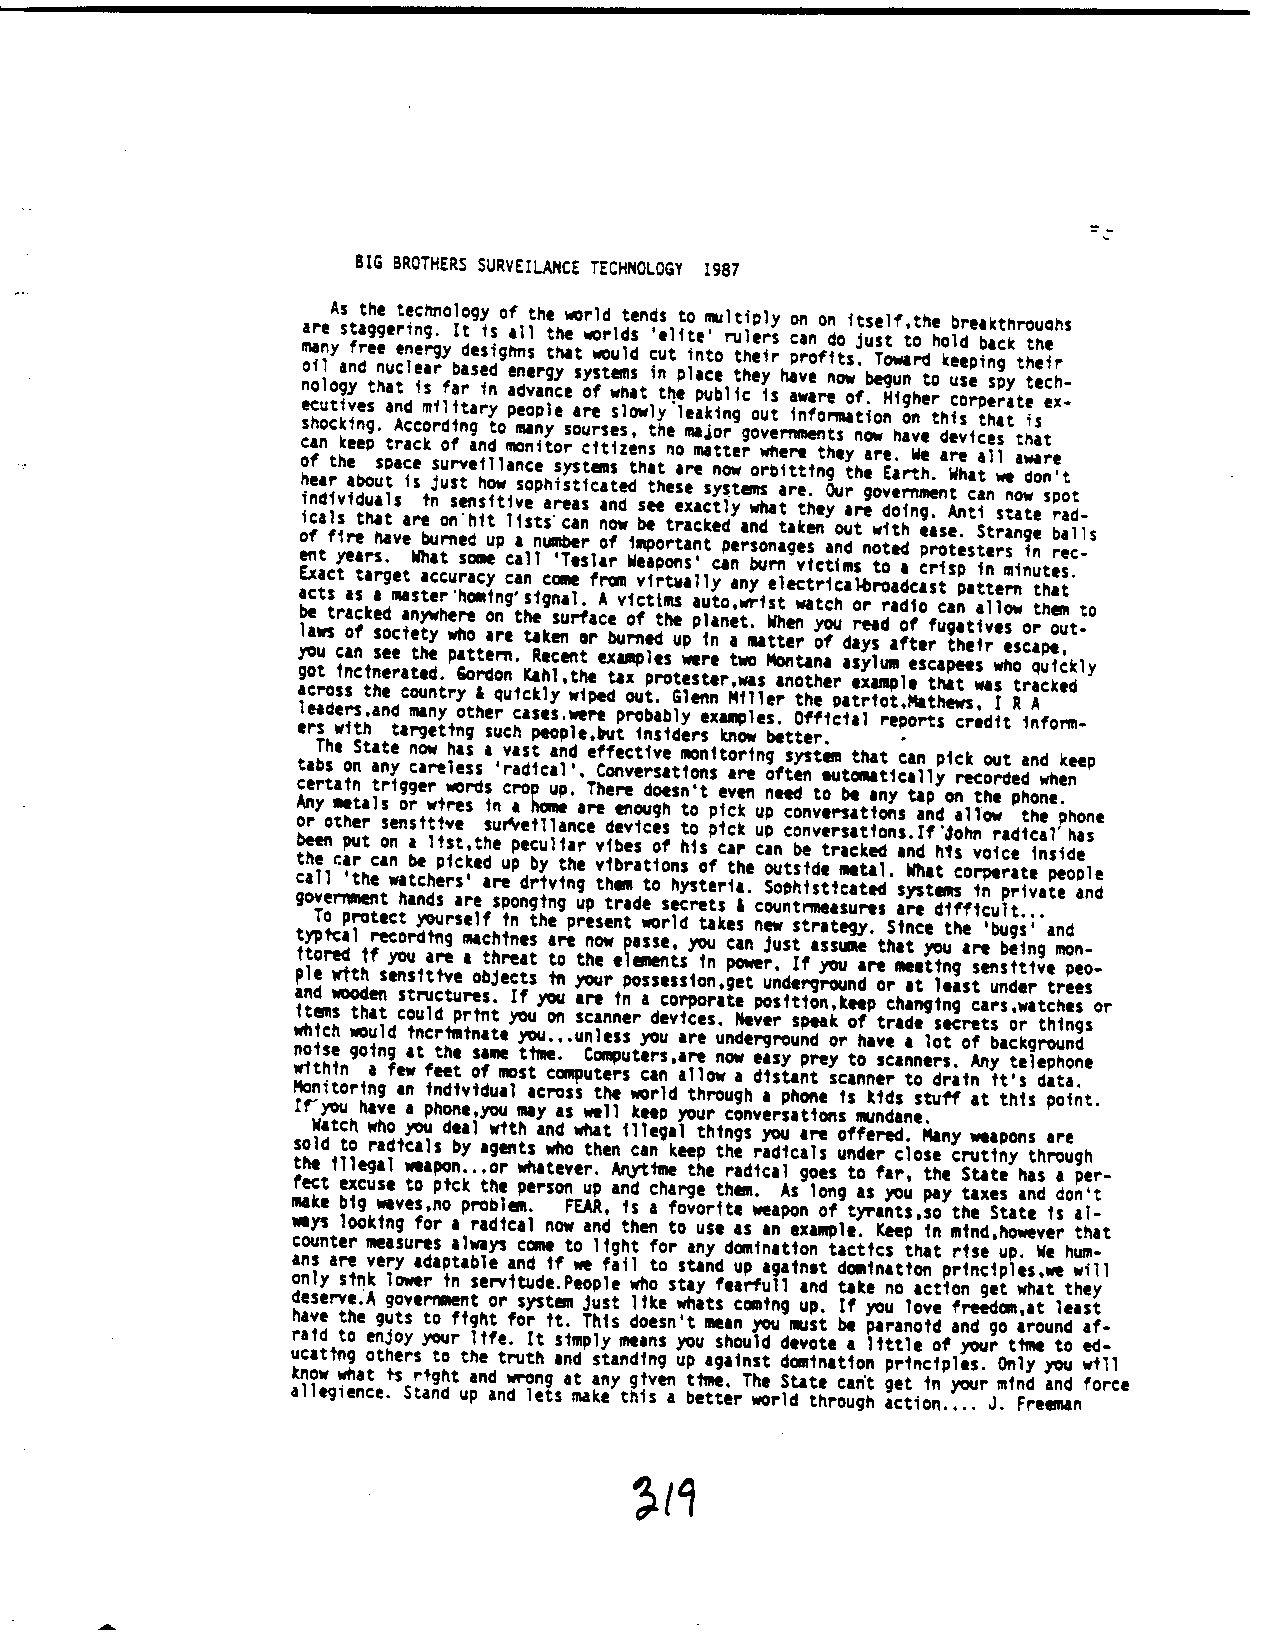 BIG BROTHERS SURVEILANCE TECHNOLOGY 1987
As the technology of the world tends to multiply on on itself,the breakthrouahs
are staggering. It is all the worlds 'elite' rulers can do just to hold back the
many free energy desighns that would cut into their profits. Toward keeping their
oil and nuclear based energy systems in place they have now begun to use spy tech-
nology that is far in advance of what the public is aware of. Higher corperate ex-
ecutives and military people are slowly leaking out information on this that is
shocking. According to many sourses, the major governments now have devices that
can keep track of and monitor citizens no matter where they are. We are all aware
of the space surveillance systems that are now orbitting the Earth. What we don't
hear about is just how sophisticated these systems are. Our government can now spot
individuals in sensitive areas and see exactly what they are doing. Anti state rad-
icals that are on'hit lists'can now be tracked and taken out with ease. Strange balls
of fire have burned up a number of important personages and noted protesters in rec-
ent years. What some call 'Teslar Weapons' can burn victims to a crisp in minutes.
Exact target accuracy can come from virtually any electrical-broadcast pattern that
acts as a master'homing'signal. A victims auto,wrist watch or radio can allow them to
be tracked anywhere on the surface of the planet. When you read of fugatives or out-
laws of society who are taken or burned up in a matter of days after their escape,
you can see the pattern. Recent examples were two Montana asylum escapees who quickly
got incinerated. Gordon Kahl,the tax protester,was another example that was tracked
across the country & quickly wiped out. Glenn Miller the patriot,Mathews, I R A
leaders,and many other cases,were probably examples. Official reports credit inform-
ers with targeting such people,but insiders know better.
The State now has a vast and effective monitoring system that can pick out and keep
tabs on any careless 'radical'. Conversations are often automatically recorded when
certain trigger words crop up. There doesn't even need to be any tap on the phone.
Any metals or wires in a home are enough to pick up conversations and allow the phone
or other sensitive surveillance devices to pick up conversations.If'John radical'has
been put on a list,the peculiar vibes of his car can be tracked and his voice inside
the car can be picked up by the vibrations of the outside metal. What corperate people
call 'the watchers' are driving them to hysteria. Sophisticated systems in private and
government hands are sponging up trade secrets & countrmeasures are difficult...
To protect yourself in the present world takes new strategy. Since the 'bugs' and
typical recording machines are now passe, you can just assume that you are being mon-
itored if you are a threat to the elements in power. If you are meeting sensitive peo-
ple with sensitive objects in your possession,get underground or at least under trees
and wooden structures. If you are in a corporate position,keep changing cars,watches or
items that could print you on scanner devices. Never speak of trade secrets or things
which would incriminate you...unless you are underground or have a lot of background
noise going at the same time. Computers,are now easy prey to scanners. Any telephone
within a few feet of most computers can allow a distant scanner to drain it's data.
Monitoring an individual across the world through a phone is kids stuff at this point.
If you have a phone,you may as well keep your conversations mundane.
Watch who you deal with and what illegal things you are offered. Many weapons are
sold to radicals by agents who then can keep the radicals under close crutiny through
the illegal weapon...or whatever. Anytime the radical goes to far, the State has a per-
fect excuse to pick the person up and charge them. As long as you pay taxes and don't
make big waves,no problem. FEAR, is a fovorite weapon of tyrants,so the State is al-
ways looking for a radical now and then to use as an example. Keep in mind,however that
counter measures always come to light for any domination tactics that rise up. We hum-
ans are very adaptable and if we fail to stand up against domination principles,we will
only sink lower in servitude.People who stay fearfull and take no action get what they
deserve.A government or system just like whats coming up. If you love freedom,at least
have the guts to fight for it. This doesn't mean you must be paranoid and go around af-
raid to enjoy your life. It simply means you should devote a little of your time to ed-
ucating others to the truth and standing up against domination principles. Only you will
know what is right and wrong at any given time. The State can't get in your mind and force
allegience. Stand up and lets make this a better world through action.... J. Freeman
319